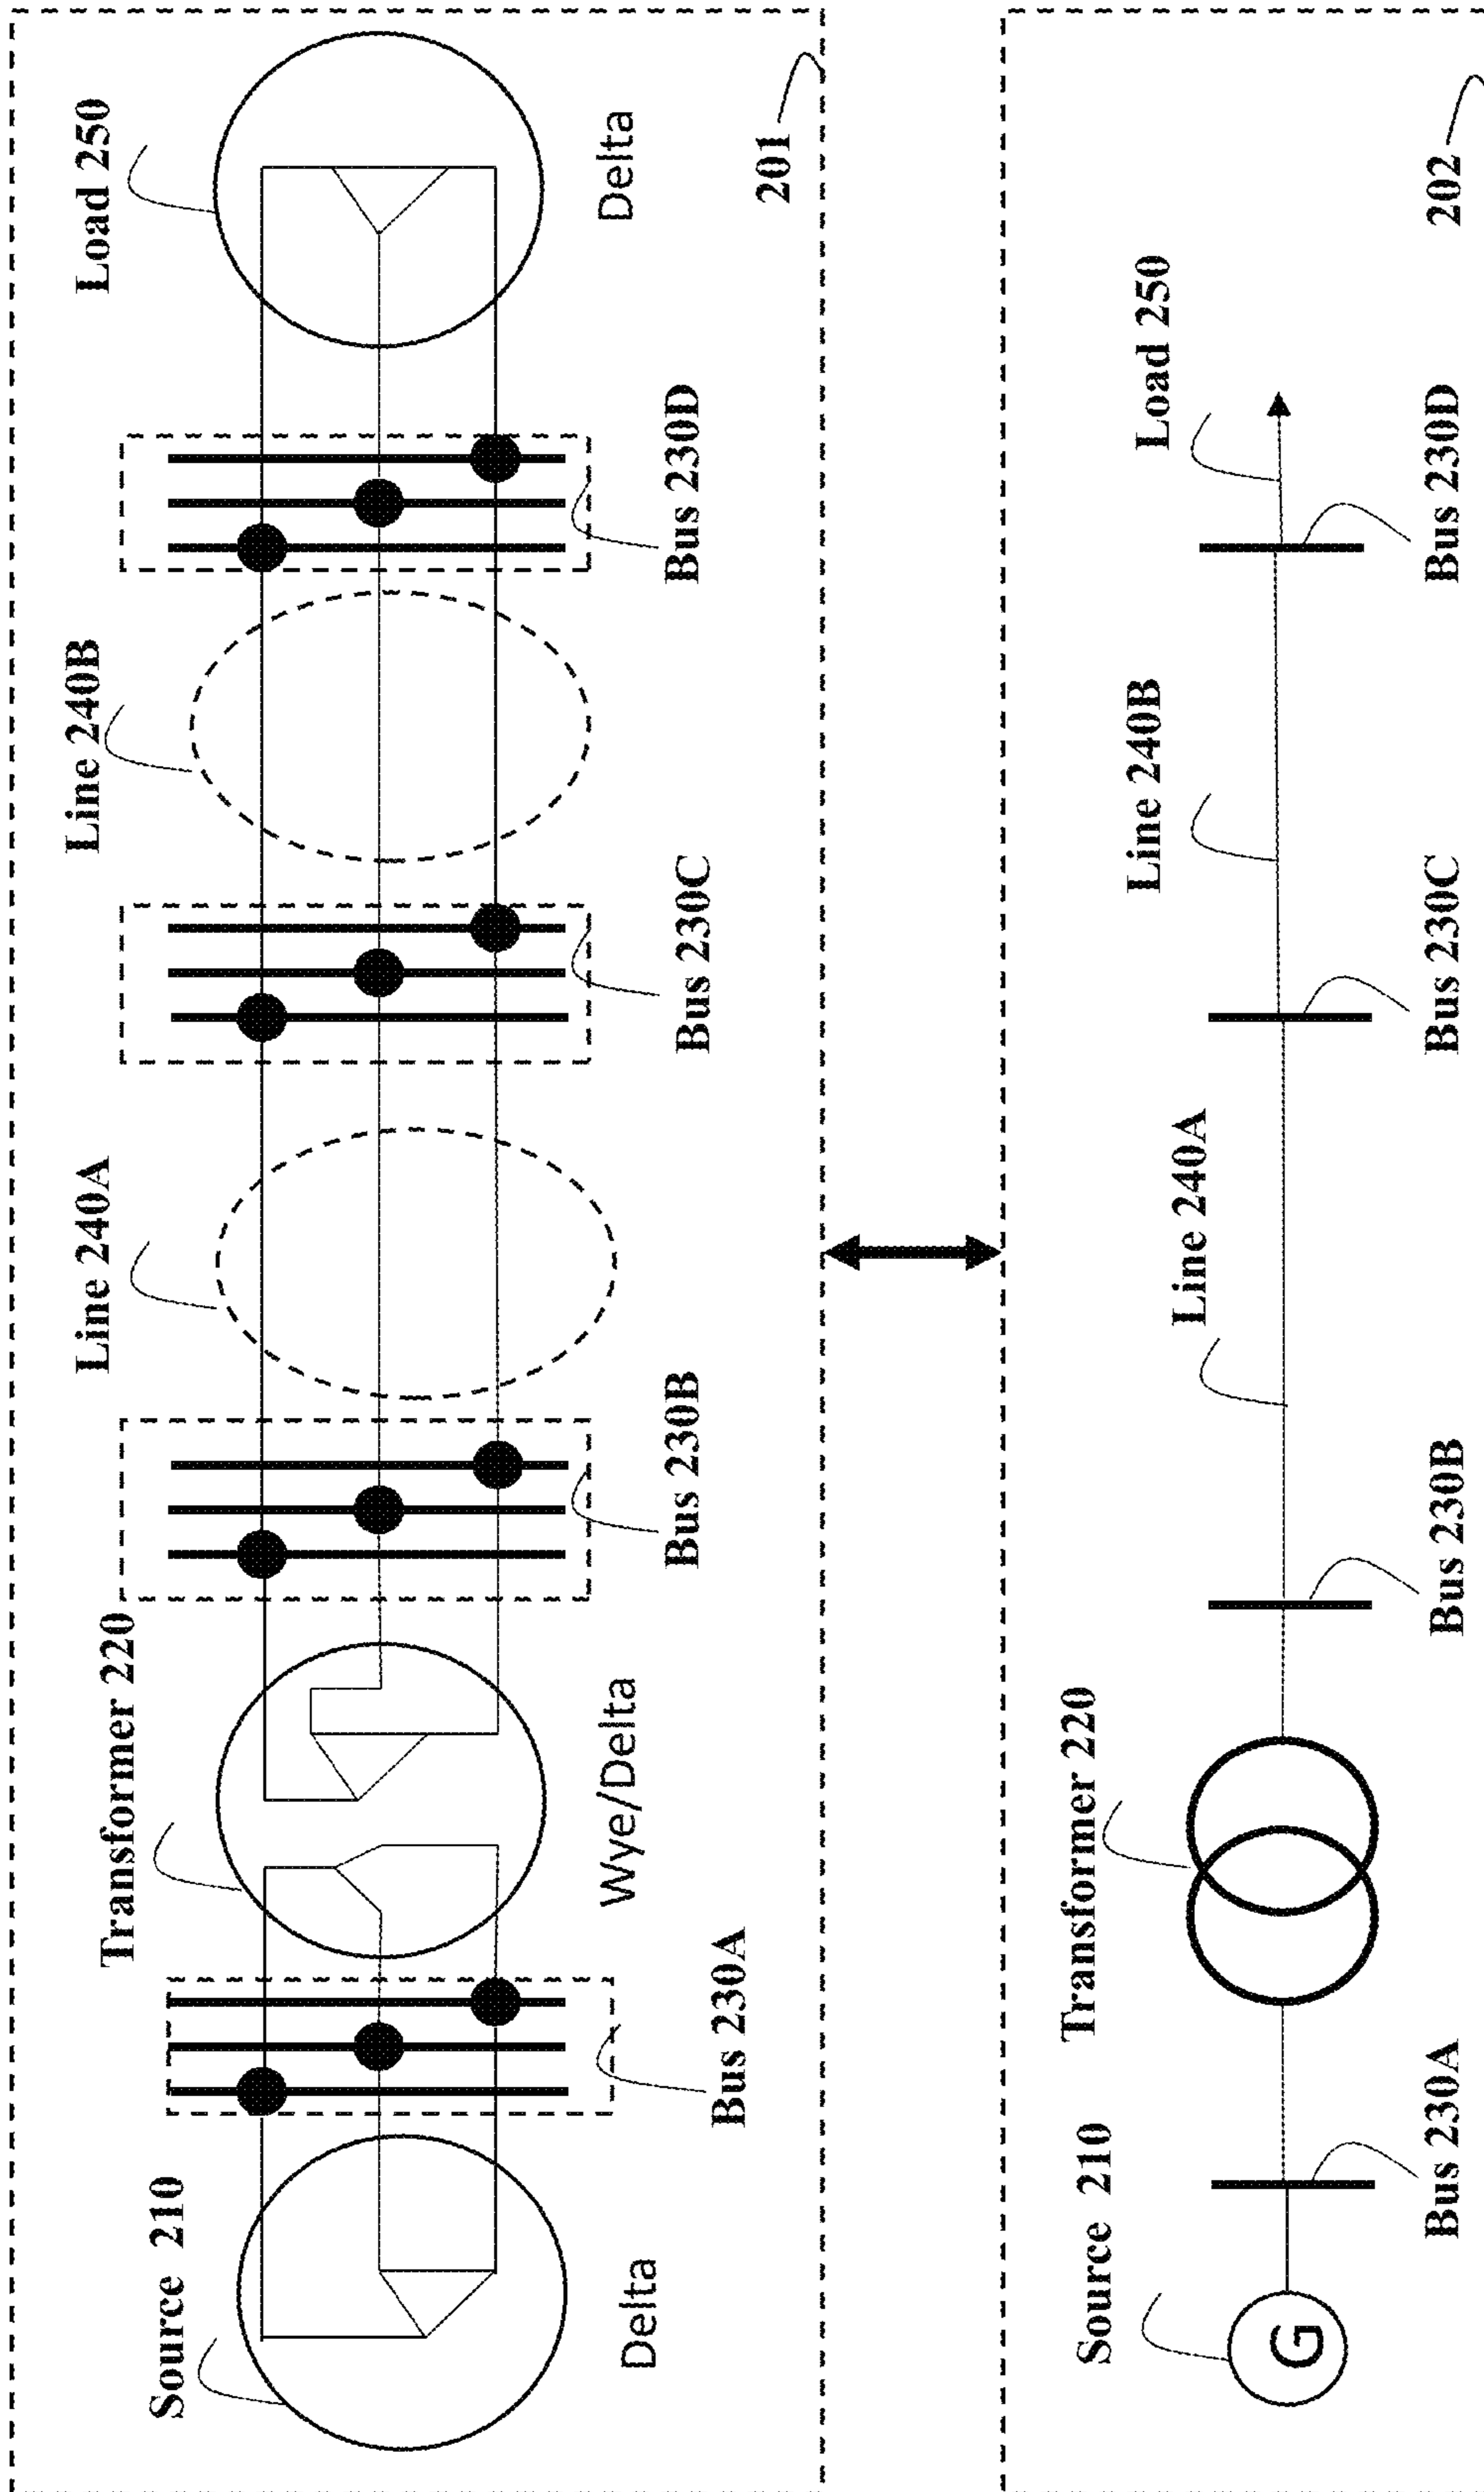 Source 210
Transformer 220
Line 240A
Line 240B
Load 250
Delta
Wye/Delta
Delta
Bus 230A
Bus 230B
Bus 230C
Bus 230D
201
Source 210
Transformer 220
Line 240A
Line 240B
Load 250
G
Bus 230A
Bus 230B
Bus 230C
Bus 230D
202